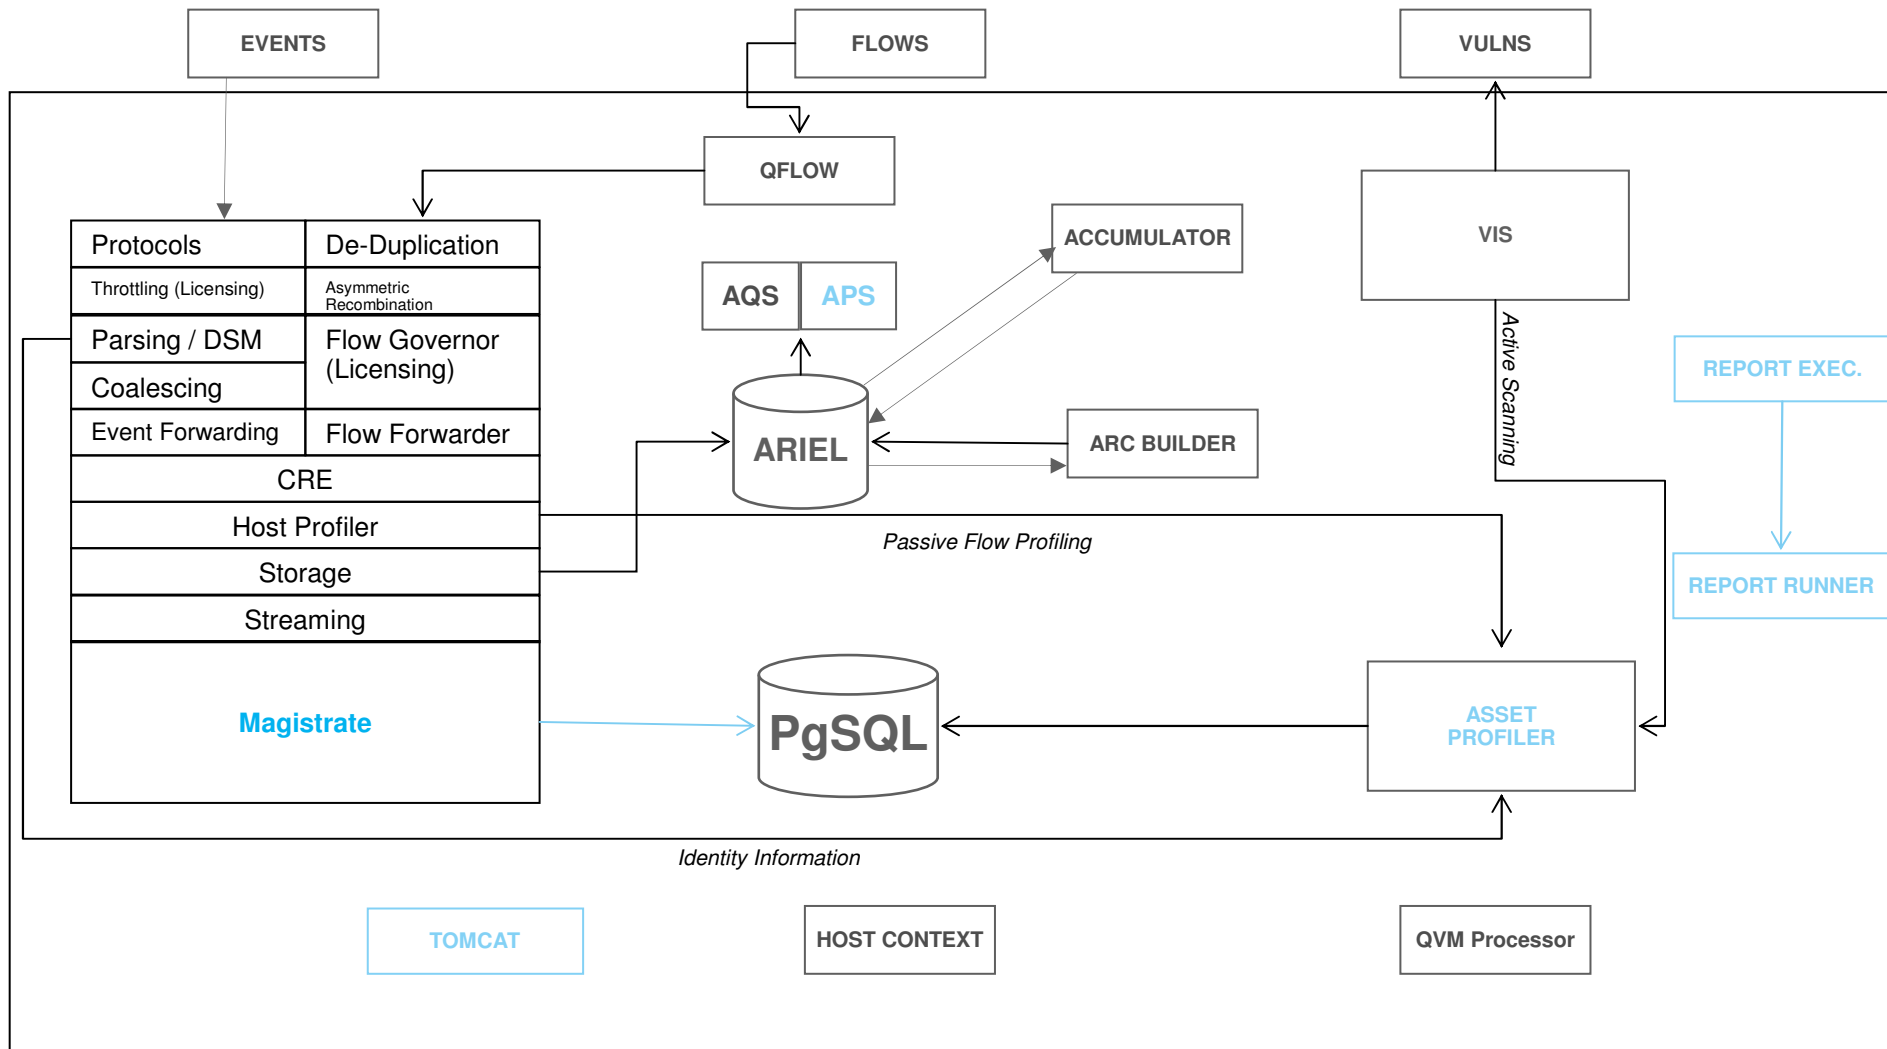 EVENTS
FLOWS
VULNS
QFLOW
VIS
ACCUMULATOR
Protocols
De-Duplication
Throttling (Licensing)
Asymmetric
Recombination
AQS
APS
Parsing / DSM
Flow Governor
(Licensing)
Coalescing
Event Forwarding
Flow Forwarder
CRE
Host Profiler
Storage
Streaming
Magistrate
ARIEL
ARC BUILDER
Active Scanning
REPORT EXEC.
REPORT RUNNER
Passive Flow Profiling
PgSQL
ASSET
PROFILER
Identity Information
TOMCAT
HOST CONTEXT
QVM Processor